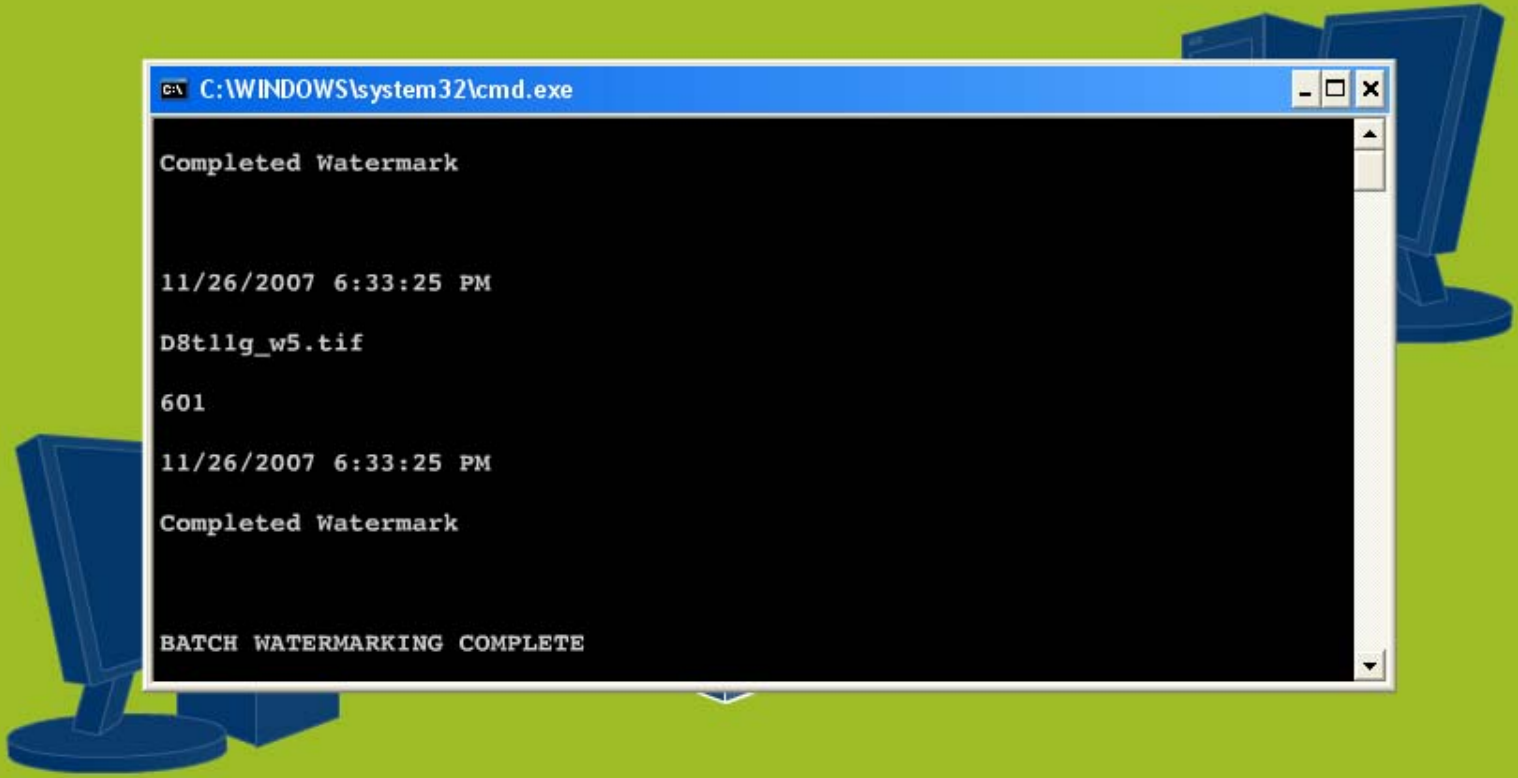 C:\WINDOWS\system32\cmd.exe
Completed Watermark
11/26/2007 6:33:25 PM
D8t11g_w5.tif
601
11/26/2007 6:33:25 PM
Completed Watermark
BATCH WATERMARKING COMPLETE